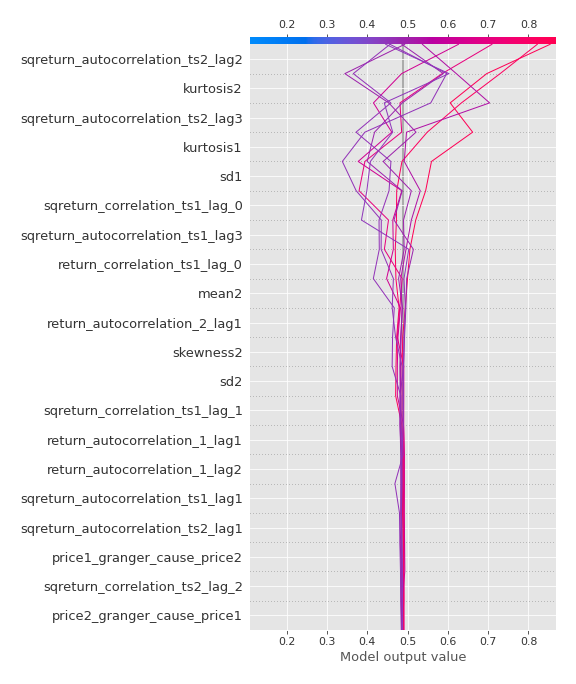 0.2 0.3 0.4 0.5 0.6 0.7 0.8
sqreturn_autocorrelation_ts2_lag2
kurtosis2
sqreturn_autocorrelation_ts2_lag3
kurtosis1
sd1
sqreturn_correlation_ts1_lag_0
sqreturn_autocorrelation_ts1_lag3
return_correlation_ts1_lag_0
mean2
return_autocorrelation_2_lag1
skewness2
sd2
sqreturn_correlation_ts1_lag_1
return_autocorrelation_1_lag1
return_autocorrelation_1_lag2
sqreturn_autocorrelation_ts1_lag1
sqreturn_autocorrelation_ts2_lag1
price1_granger_cause_price2
sqreturn_correlation_ts2_lag_2
price2_granger_cause_price1
0.2 0.3 0.4 0.5 0.6 0.7 0.8
Model output value